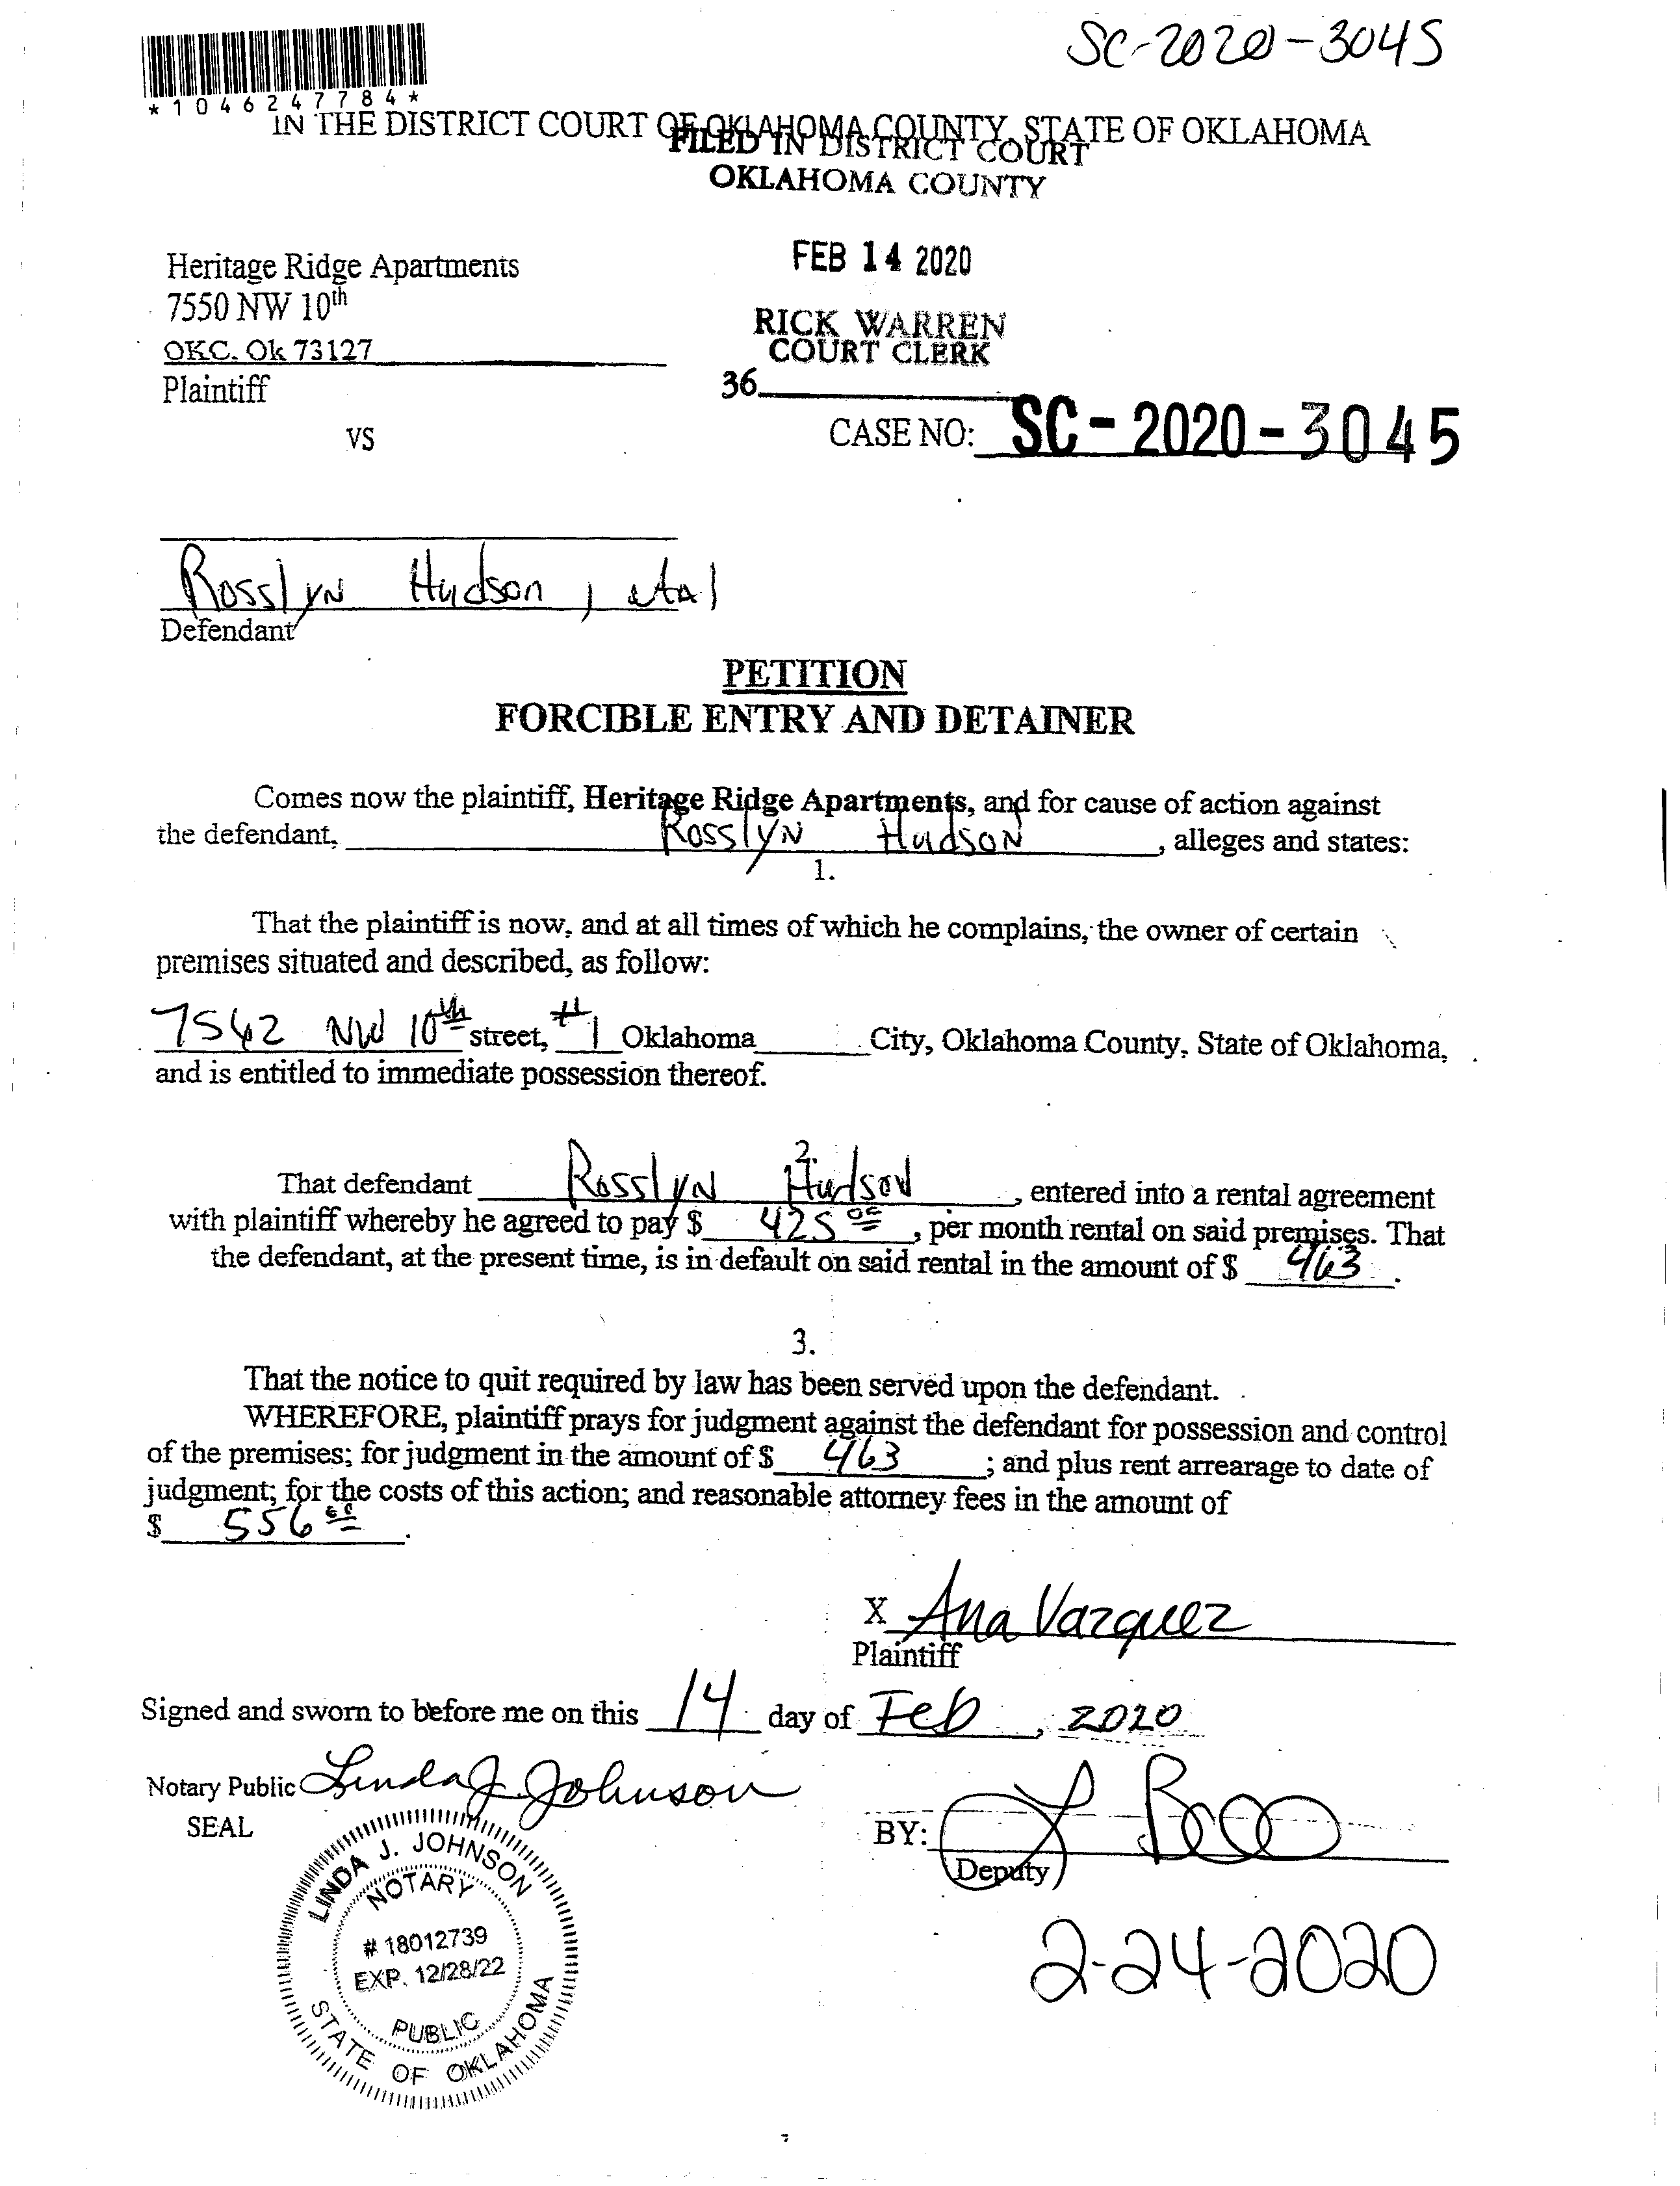 SC-2020-3045
*1046247784*
IN THE DISTRICT COURT OF OKLAHOMA COUNTY, STATE OF OKLAHOMA
FILED IN DISTRICT COURT
OKLAHOMA COUNTY
FEB 14 2020
Heritage Ridge Apartments
7550 NW 10th
RICK WARREN
COURT CLERK
OKC. Ok 73127
Plaintiff
36
VS
CASE NO: SC-2020-3045
Rosslyn Hudson, etal
Defendant
PETITION
FORCIBLE ENTRY AND DETAINER
Comes now the plaintiff, Heritage Ridge Apartments, and for cause of action against
the defendant, Rosslyn Hudson, alleges and states:
1.
That the plaintiff is now, and at all times of which he complains, the owner of certain
premises situated and described, as follow:
7542 NW 10th street, #1 Oklahoma City, Oklahoma County, State of Oklahoma,
and is entitled to immediate possession thereof.
2.
That defendant Rosslyn Hudson, entered into a rental agreement
with plaintiff whereby he agreed to pay $ 425 00, per month rental on said premises. That
the defendant, at the present time, is in default on said rental in the amount of $ 463.
3.
That the notice to quit required by law has been served upon the defendant.
WHEREFORE, plaintiff prays for judgment against the defendant for possession and control
of the premises; for judgment in the amount of $ 463; and plus rent arrearage to date of
judgment; for the costs of this action; and reasonable attorney fees in the amount of
$ 556 00.
X Ana Vazquez
Plaintiff
Signed and sworn to before me on this 14 day of Feb, 2020
Notary Public Linda J Johnson
SEAL
BY:
Deputy
LINDA J. JOHNSON
NOTARY
# 18012739
EXP. 12/28/22
PUBLIC
STATE OF OKLAHOMA
2-24-2020